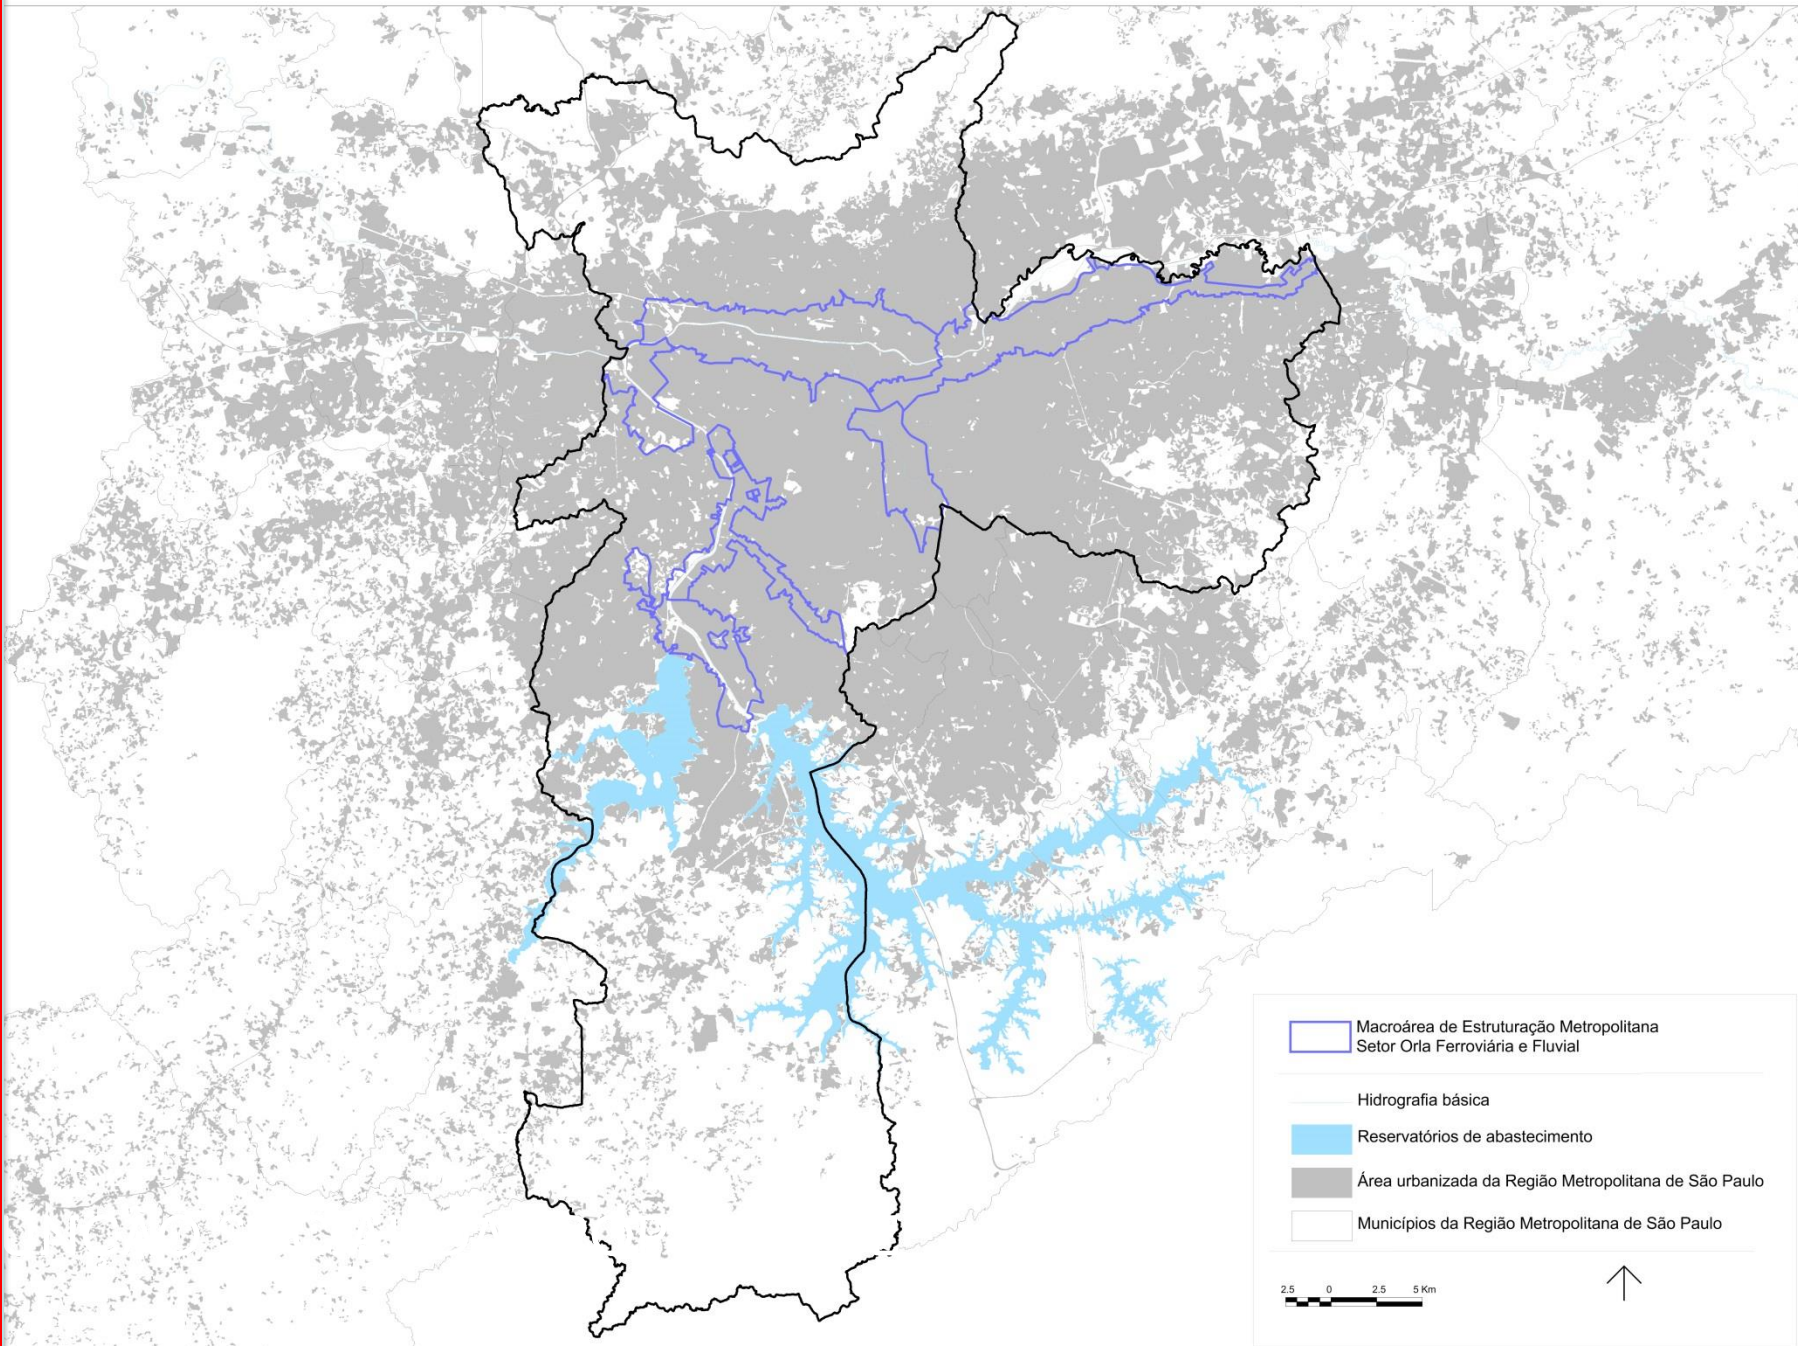 Macroárea de Estruturação Metropolitana
Setor Orla Ferroviária e Fluvial
Hidrografia básica
Reservatórios de abastecimento
Área urbanizada da Região Metropolitana de São Paulo
Municípios da Região Metropolitana de São Paulo
2.5 0 2.5 5 Km